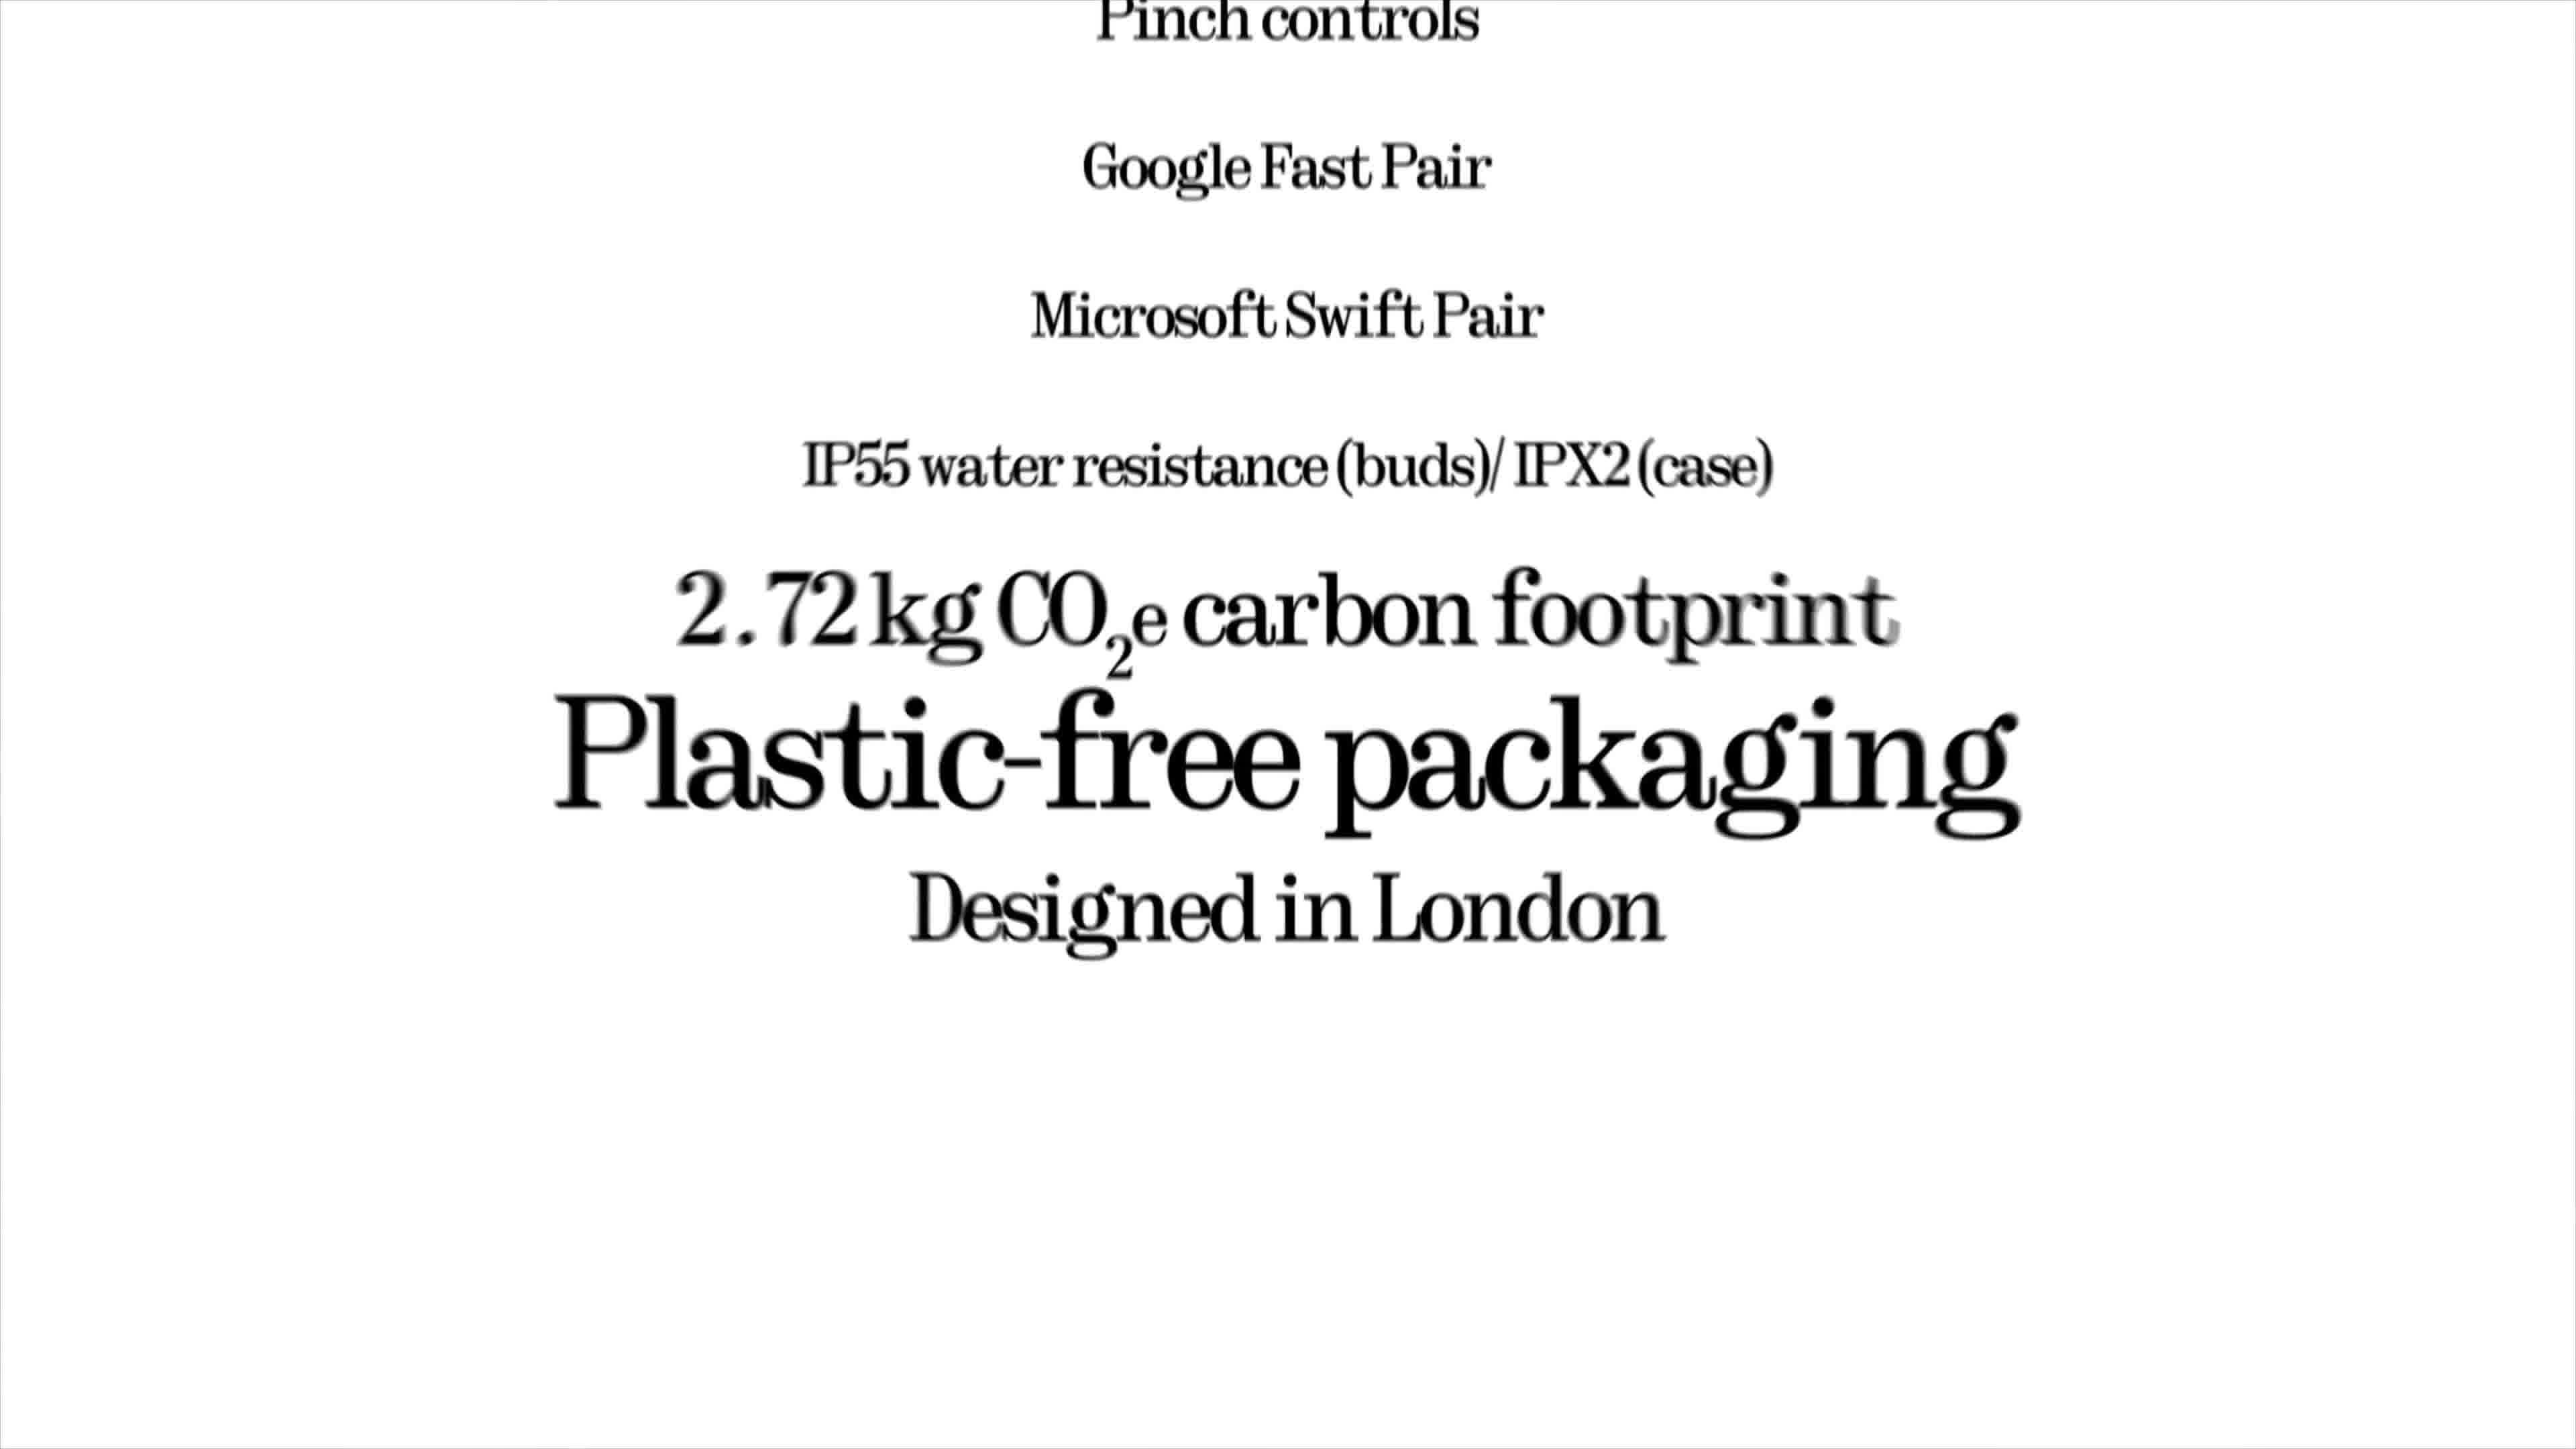 Pinch controls
Google Fast Pair
Microsoft Swift Pair
IP55 water resistance (buds)/ IPX2 (case)
2.72 kg CO₂e carbon footprint
Plastic-free packaging
Designed in London